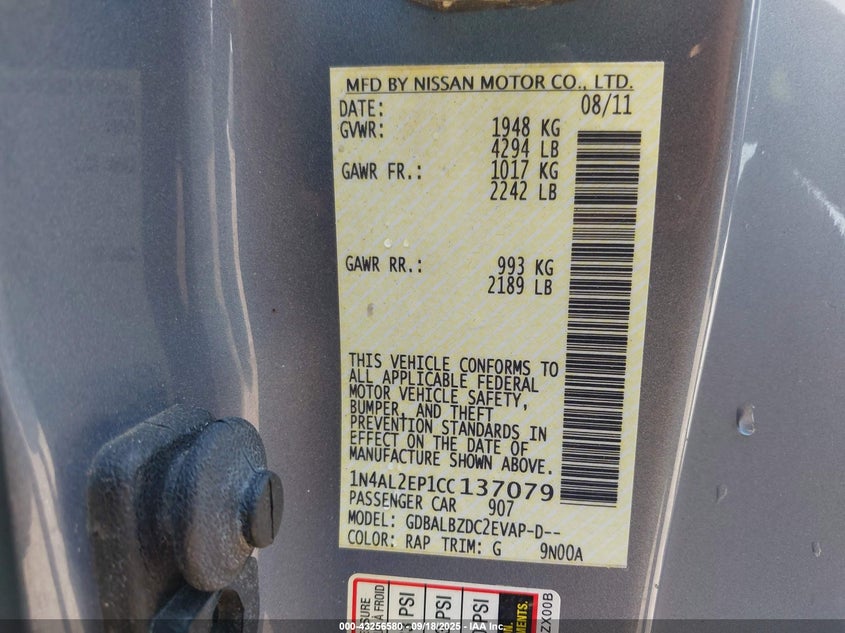 MFD BY NISSAN MOTOR CO., LTD.
DATE: 08/11
GVWR: 1948 KG
4294 LB
GAWR FR.: 1017 KG
2242 LB
GAWR RR.: 993 KG
2189 LB
THIS VEHICLE CONFORMS TO
ALL APPLICABLE FEDERAL
MOTOR VEHICLE SAFETY,
BUMPER, AND THEFT
PREVENTION STANDARDS IN
EFFECT ON THE DATE OF
MANUFACTURE SHOWN ABOVE.
1N4AL2EP1CC137079
PASSENGER CAR 907
MODEL: GDBALBZDC2EVAP-D--
COLOR: RAP TRIM: G 9N00A
A FROID
PSI
PSI
PSI
ZX00B
000-43256580 - 09/18/2025 - IAA Inc.